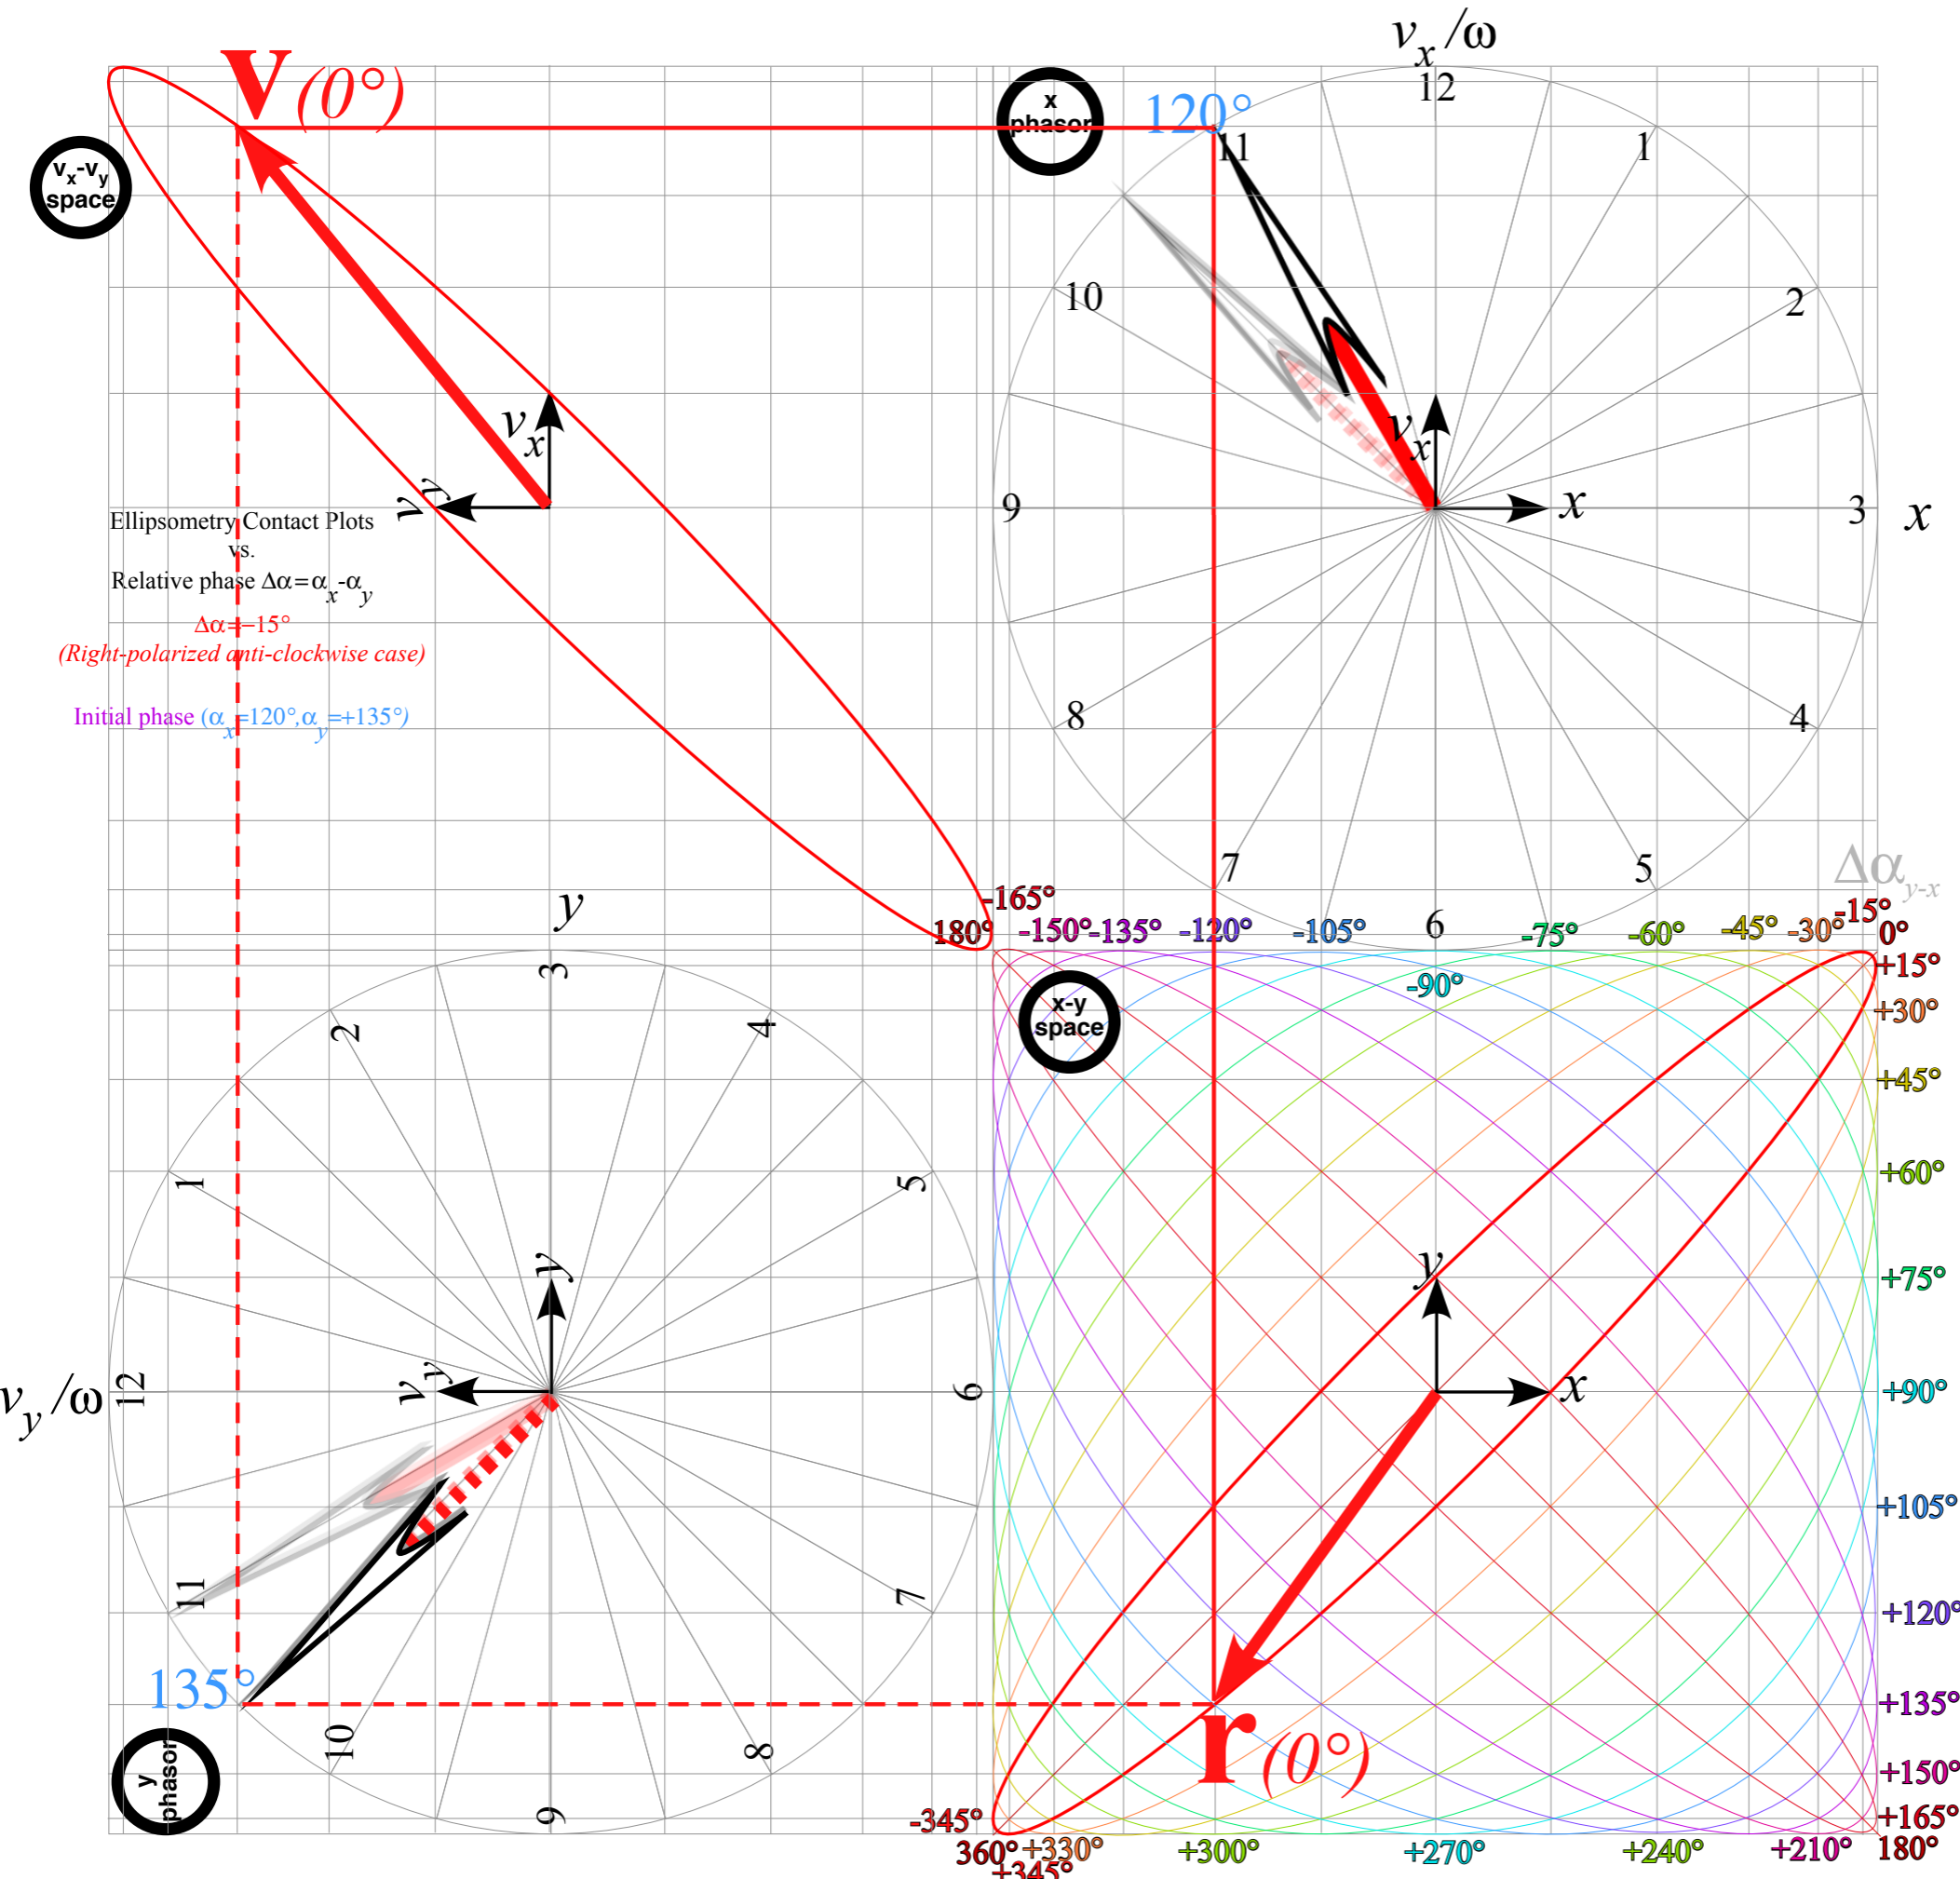 v_x /ω
12
v(0°)
x
phasor
120°
11
1
v_x-v_y
space
10
2
v_x
v_x
v_y
9
x
3
x
Ellipsometry Contact Plots
vs.
Relative phase Δα=α_x-α_y
Δα=−15°
(Right-polarized anti-clockwise case)
Initial phase (α_x=120°,α_y=+135°)
8
4
7
5
6
Δα_y-x
-165°
180°
-150°
-135°
-120°
-105°
-90°
-75°
-60°
-45°
-30°
-15°
0°
y
3
2
4
x-y
space
+15°
+30°
+45°
1
5
+60°
y
y
+75°
v_y /ω
12
v_y
6
x
+90°
+105°
11
7
+120°
135°
+135°
r(0°)
10
8
y
phasor
9
+150°
+165°
-345°
360°
+330°
+345°
+300°
+270°
+240°
+210°
180°